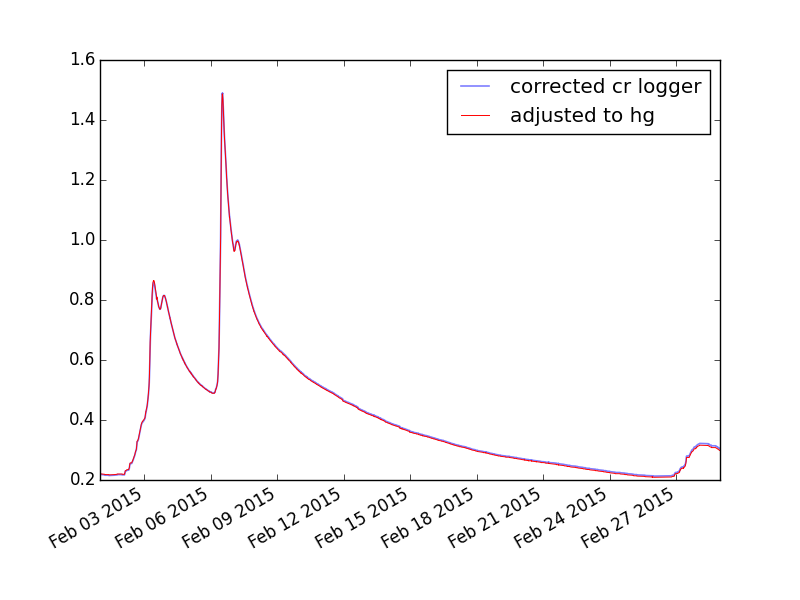 1.6
1.4
1.2
1.0
0.8
0.6
0.4
0.2
corrected cr logger
adjusted to hg
Feb 03 2015
Feb 06 2015
Feb 09 2015
Feb 12 2015
Feb 15 2015
Feb 18 2015
Feb 21 2015
Feb 24 2015
Feb 27 2015